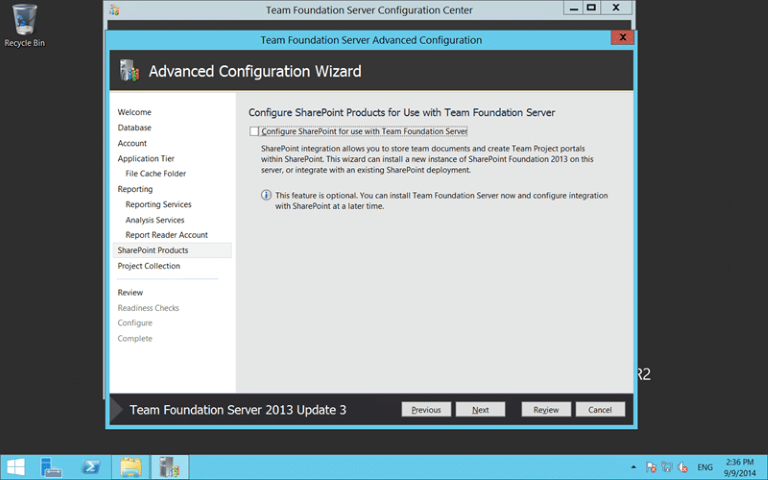 Team Foundation Server Configuration Center
Recycle Bin
Team Foundation Server Advanced Configuration
Advanced Configuration Wizard
Welcome
Database
Account
Application Tier
File Cache Folder
Reporting
Reporting Services
Analysis Services
Report Reader Account
SharePoint Products
Project Collection
Review
Readiness Checks
Configure
Complete
Configure SharePoint Products for Use with Team Foundation Server
Configure SharePoint for use with Team Foundation Server
SharePoint integration allows you to store team documents and create Team Project portals
within SharePoint. This wizard can install a new instance of SharePoint Foundation 2013 on this
server, or integrate with an existing SharePoint deployment.
This feature is optional. You can install Team Foundation Server now and configure integration
with SharePoint at a later time.
R2
Team Foundation Server 2013 Update 3
Previous
Next
Review
Cancel
ENG
2:36 PM
9/9/2014